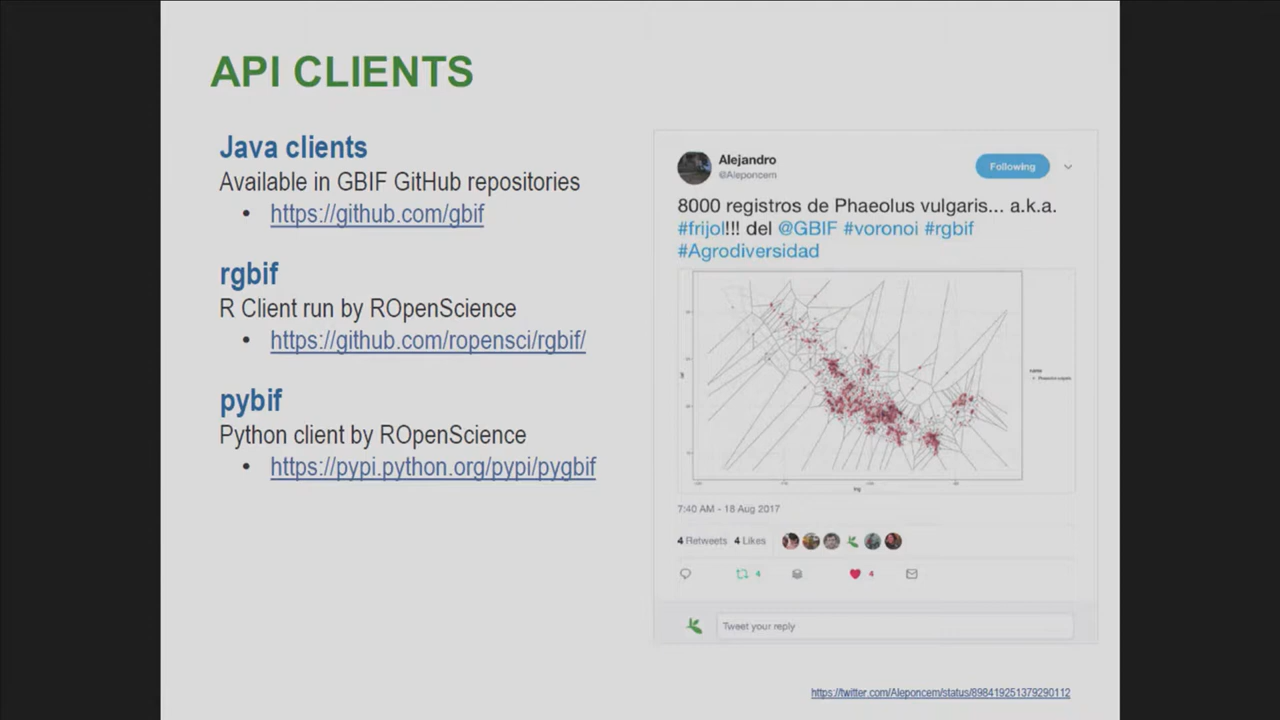 API CLIENTS
Java clients
Available in GBIF GitHub repositories
• https://github.com/gbif
rgbif
R Client run by ROpenScience
• https://github.com/ropensci/rgbif/
pybif
Python client by ROpenScience
• https://pypi.python.org/pypi/pygbif
Alejandro
@Aleponcem
Following
8000 registros de Phaeolus vulgaris... a.k.a.
#frijol!!! del @GBIF #voronoi #rgbif
#Agrodiversidad
7:40 AM - 18 Aug 2017
4 Retweets 4 Likes
4 4
Tweet your reply
https://twitter.com/Aleponcem/status/898419251379290112